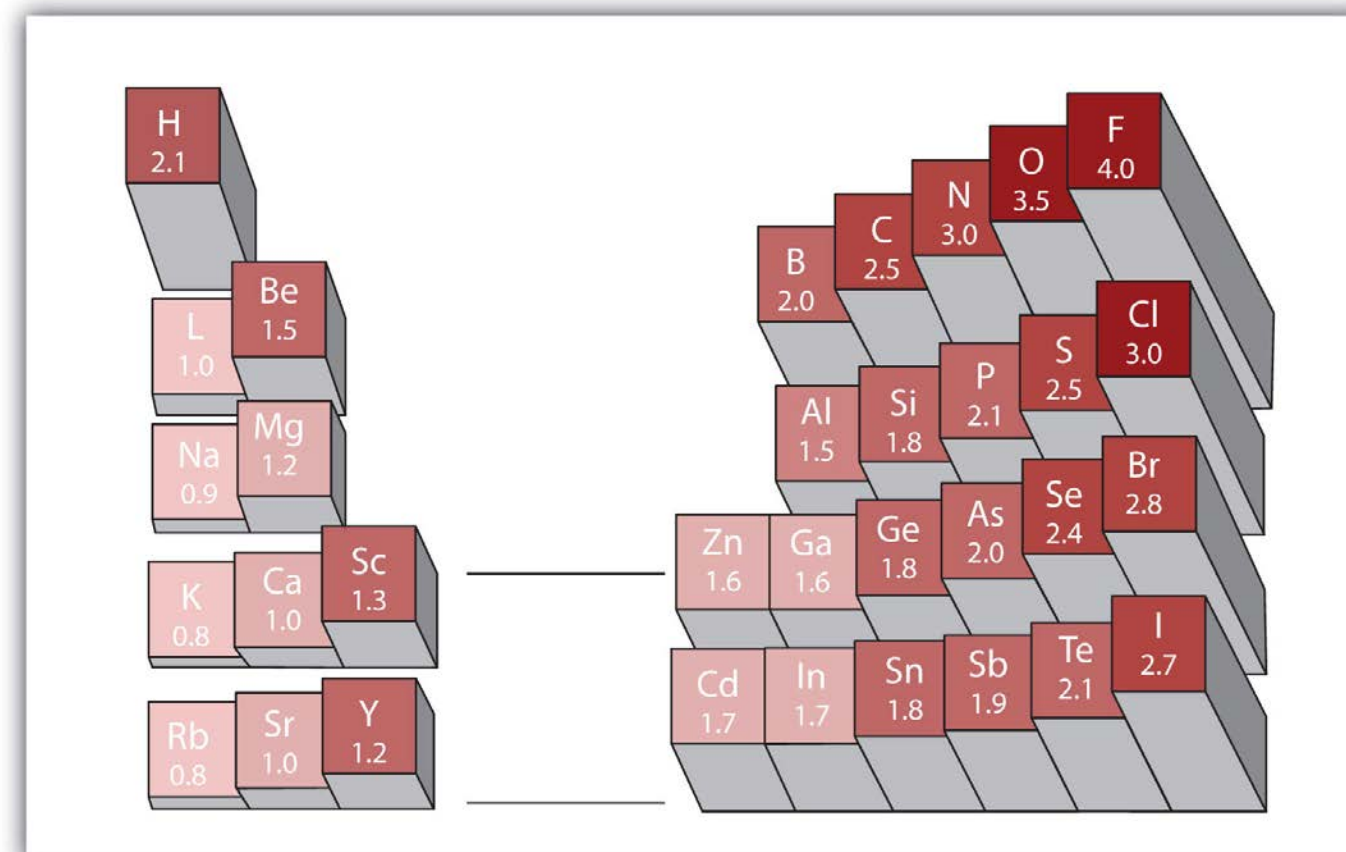 H
2.1
F
4.0
O
3.5
N
3.0
C
2.5
B
2.0
Be
1.5
L
1.0
Cl
3.0
S
2.5
P
2.1
Si
1.8
Al
1.5
Mg
1.2
Na
0.9
Br
2.8
Se
2.4
As
2.0
Ge
1.8
Ga
1.6
Zn
1.6
Sc
1.3
Ca
1.0
K
0.8
I
2.7
Te
2.1
Sb
1.9
Sn
1.8
In
1.7
Cd
1.7
Y
1.2
Sr
1.0
Rb
0.8